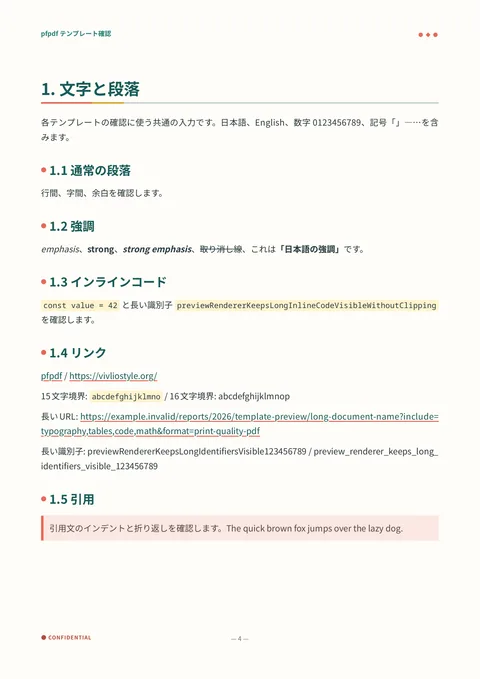 pfpdf テンプレート確認
1. 文字と段落
各テンプレートの確認に使う共通の入力です。日本語、English、数字 0123456789、記号「」―…を含
みます。
1.1 通常の段落
行間、字間、余白を確認します。
1.2 強調
emphasis、strong、strong emphasis、取り消し線、これは「日本語の強調」です。
1.3 インラインコード
const value = 42 と長い識別子 previewRendererKeepsLongInlineCodeVisibleWithoutClipping
を確認します。
1.4 リンク
pfpdf / https://vivliostyle.org/
15文字境界: abcdefghijklmno / 16文字境界: abcdefghijklmnop
長い URL: https://example.invalid/reports/2026/template-preview/long-document-name?include=
typography,tables,code,math&format=print-quality-pdf
長い識別子: previewRendererKeepsLongIdentifiersVisible123456789 / preview_renderer_keeps_long_
identifiers_visible_123456789
1.5 引用
引用文のインデントと折り返しを確認します。The quick brown fox jumps over the lazy dog.
CONFIDENTIAL
— 4 —